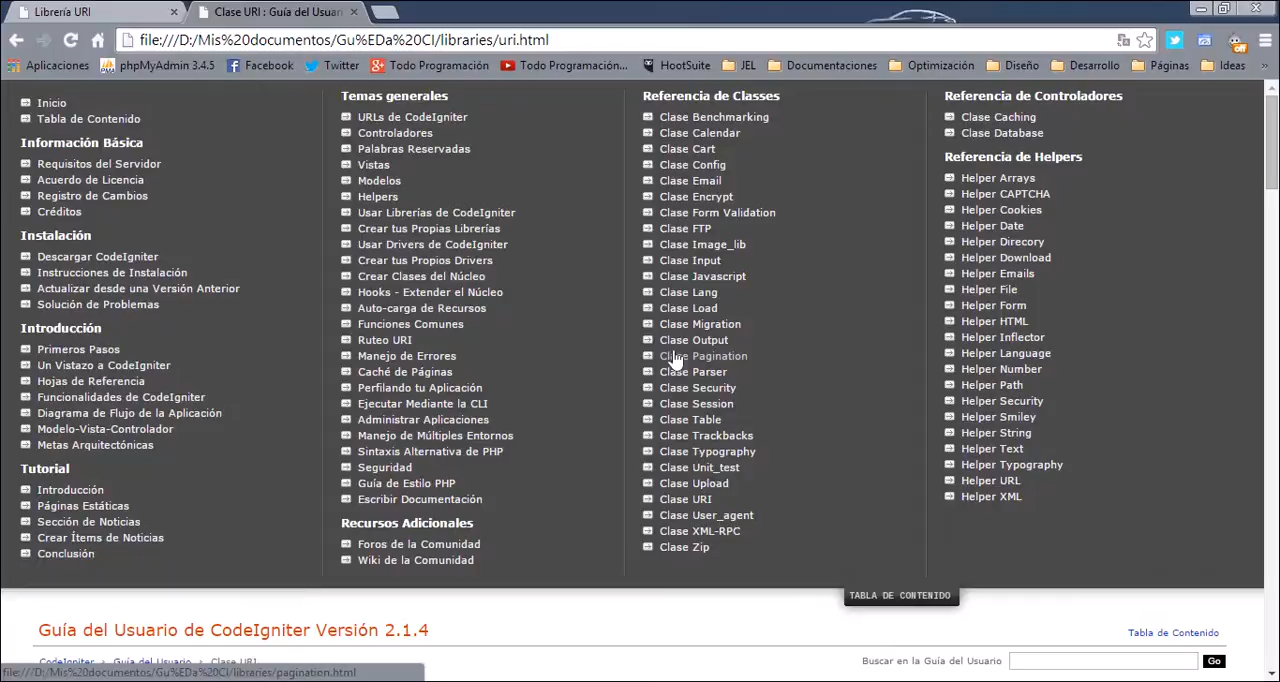 Librería URI
Clase URI : Guía del Usuari
file:///D:/Mis%20documentos/Gu%EDa%20CI/libraries/uri.html
Aplicaciones
phpMyAdmin 3.4.5
Facebook
Twitter
Todo Programación
Todo Programación...
HootSuite
JEL
Documentaciones
Optimización
Diseño
Desarrollo
Páginas
Ideas
»
off
Inicio
Tabla de Contenido
Información Básica
Requisitos del Servidor
Acuerdo de Licencia
Registro de Cambios
Créditos
Instalación
Descargar CodeIgniter
Instrucciones de Instalación
Actualizar desde una Versión Anterior
Solución de Problemas
Introducción
Primeros Pasos
Un Vistazo a CodeIgniter
Hojas de Referencia
Funcionalidades de CodeIgniter
Diagrama de Flujo de la Aplicación
Modelo-Vista-Controlador
Metas Arquitectónicas
Tutorial
Introducción
Páginas Estáticas
Sección de Noticias
Crear Ítems de Noticias
Conclusión
Temas generales
URLs de CodeIgniter
Controladores
Palabras Reservadas
Vistas
Modelos
Helpers
Usar Librerías de CodeIgniter
Crear tus Propias Librerías
Usar Drivers de CodeIgniter
Crear tus Propios Drivers
Crear Clases del Núcleo
Hooks - Extender el Núcleo
Auto-carga de Recursos
Funciones Comunes
Ruteo URI
Manejo de Errores
Caché de Páginas
Perfilando tu Aplicación
Ejecutar Mediante la CLI
Administrar Aplicaciones
Manejo de Múltiples Entornos
Sintaxis Alternativa de PHP
Seguridad
Guía de Estilo PHP
Escribir Documentación
Recursos Adicionales
Foros de la Comunidad
Wiki de la Comunidad
Referencia de Classes
Clase Benchmarking
Clase Calendar
Clase Cart
Clase Config
Clase Email
Clase Encrypt
Clase Form Validation
Clase FTP
Clase Image_lib
Clase Input
Clase Javascript
Clase Lang
Clase Load
Clase Migration
Clase Output
Clase Pagination
Clase Parser
Clase Security
Clase Session
Clase Table
Clase Trackbacks
Clase Typography
Clase Unit_test
Clase Upload
Clase URI
Clase User_agent
Clase XML-RPC
Clase Zip
Referencia de Controladores
Clase Caching
Clase Database
Referencia de Helpers
Helper Arrays
Helper CAPTCHA
Helper Cookies
Helper Date
Helper Direcory
Helper Download
Helper Emails
Helper File
Helper Form
Helper HTML
Helper Inflector
Helper Language
Helper Number
Helper Path
Helper Security
Helper Smiley
Helper String
Helper Text
Helper Typography
Helper URL
Helper XML
TABLA DE CONTENIDO
Guía del Usuario de CodeIgniter Versión 2.1.4
Tabla de Contenido
CodeIgniter › Guía del Usuario › Clase URI
Buscar en la Guía del Usuario
Go
file:///D:/Mis%20documentos/Gu%EDa%20CI/libraries/pagination.html